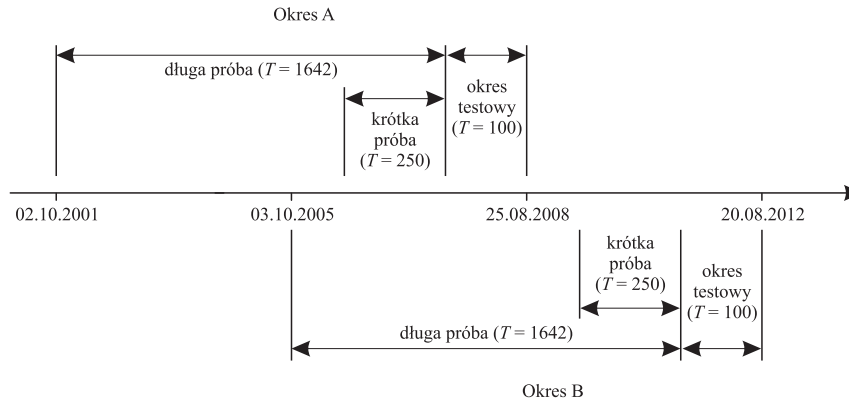 Okres A
długa próba (T = 1642)
okres
testowy
(T = 100)
krótka
próba
(T = 250)
02.10.2001
03.10.2005
25.08.2008
20.08.2012
krótka
próba
(T = 250)
okres
testowy
(T = 100)
długa próba (T = 1642)
Okres B